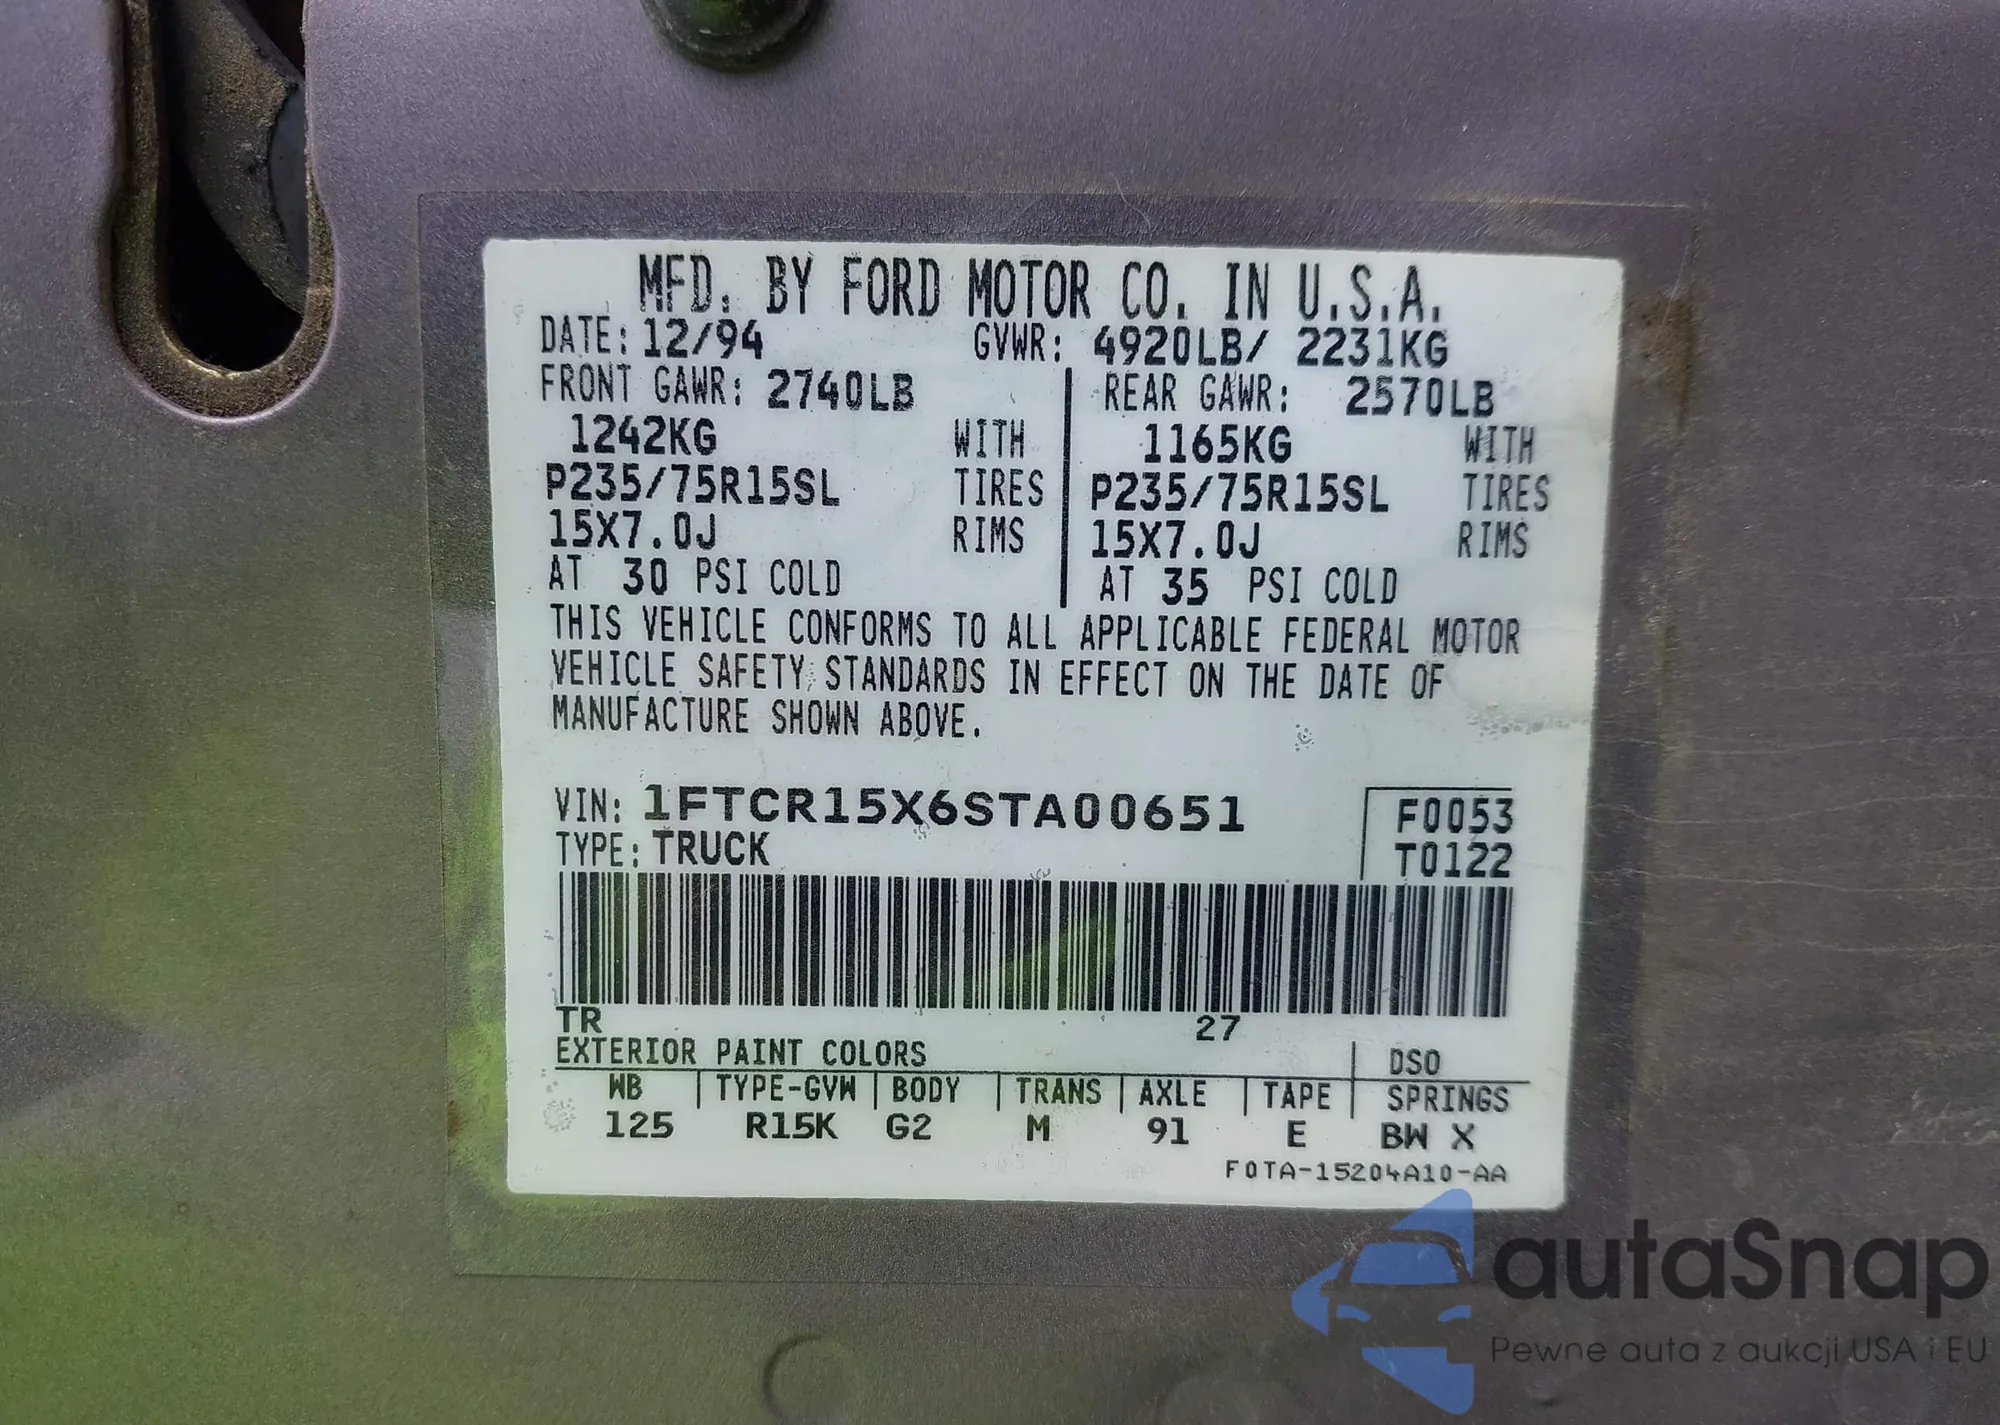 MFD. BY FORD MOTOR CO. IN U.S.A.
DATE: 12/94 GVWR: 4920LB/ 2231KG
FRONT GAWR: 2740LB REAR GAWR: 2570LB
1242KG WITH 1165KG WITH
P235/75R15SL TIRES P235/75R15SL TIRES
15X7.0J RIMS 15X7.0J RIMS
AT 30 PSI COLD AT 35 PSI COLD
THIS VEHICLE CONFORMS TO ALL APPLICABLE FEDERAL MOTOR
VEHICLE SAFETY STANDARDS IN EFFECT ON THE DATE OF
MANUFACTURE SHOWN ABOVE.
VIN: 1FTCR15X6STA00651 F0053
TYPE: TRUCK T0122
TR 27
EXTERIOR PAINT COLORS DSO
WB TYPE-GVW BODY TRANS AXLE TAPE SPRINGS
125 R15K G2 M 91 E BW X
F0TA-15204A10-AA
autaSnap
Pewne auta z aukcji USA i EU